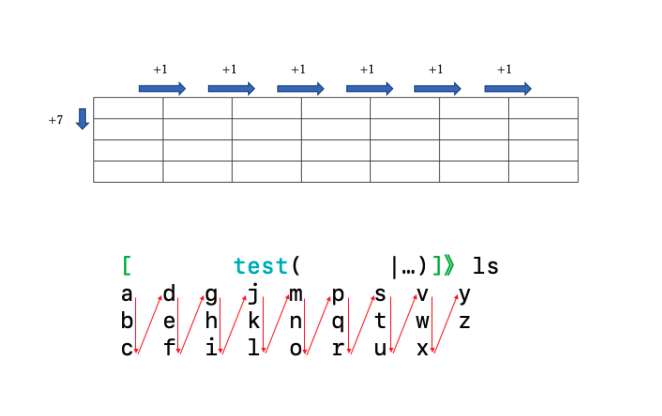 +1 +1 +1 +1 +1 +1
+7
[ test( |…)]》 ls
a d g j m p s v y
b e h k n q t w z
c f i l o r u x